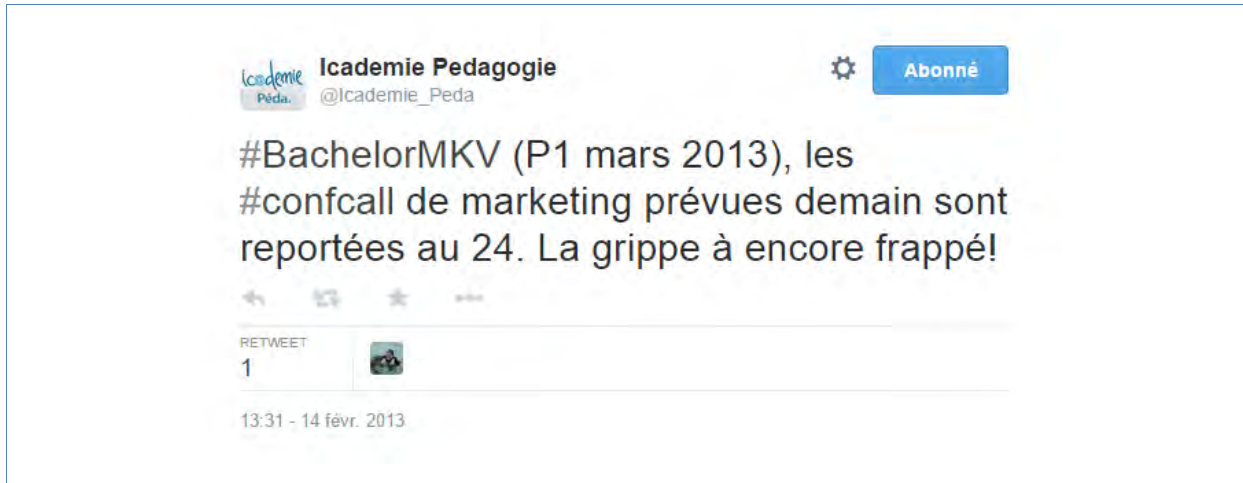 icademie
Péda.
Icademie Pedagogie
@Icademie_Peda
Abonné
#BachelorMKV (P1 mars 2013), les
#confcall de marketing prévues demain sont
reportées au 24. La grippe à encore frappé!
RETWEET
1
13:31 - 14 févr. 2013